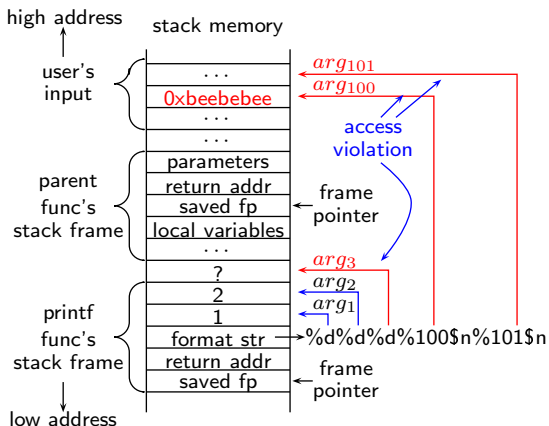 high address
stack memory
user's
input
. . .
0xbeebebee
. . .
. . .
arg101
arg100
access
violation
parent
func's
stack frame
parameters
return addr
saved fp
local variables
. . .
frame
pointer
?
2
1
format str
return addr
saved fp
arg3
arg2
arg1
%d%d%d%100$n%101$n
printf
func's
stack frame
frame
pointer
low address